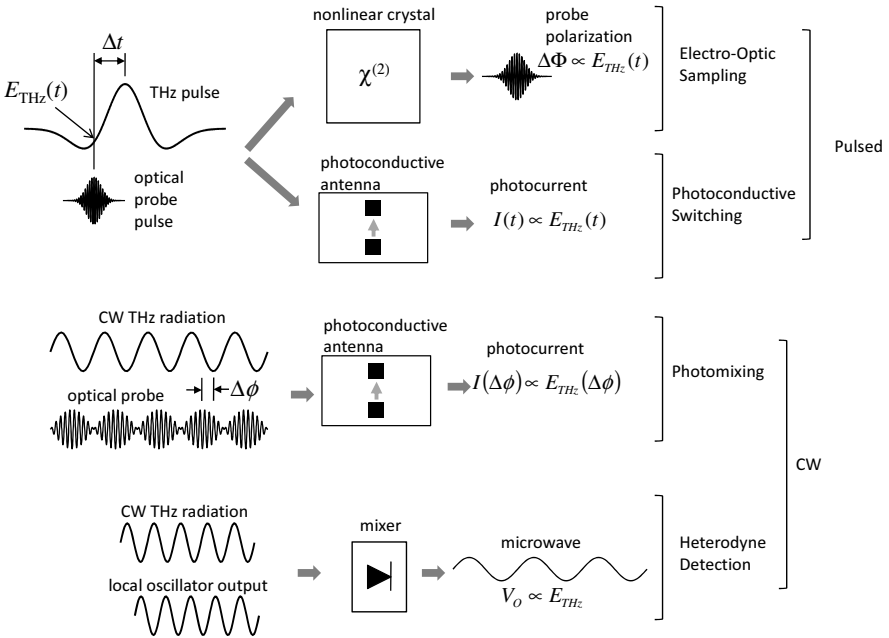 Δt
E_THz(t)
THz pulse
optical
probe
pulse
nonlinear crystal
χ^(2)
probe
polarization
ΔΦ ∝ E_THz(t)
Electro-Optic
Sampling
photoconductive
antenna
photocurrent
I(t) ∝ E_THz(t)
Photoconductive
Switching
Pulsed
CW THz radiation
optical probe
Δϕ
photoconductive
antenna
photocurrent
I(Δϕ) ∝ E_THz(Δϕ)
Photomixing
CW
CW THz radiation
local oscillator output
mixer
microwave
V_O ∝ E_THz
Heterodyne
Detection